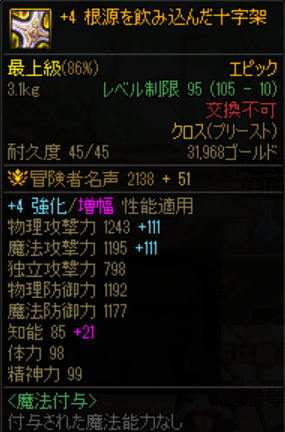 +4 根源を飲み込んだ十字架
最上級(86%) エピック
3.1kg レベル制限 95 (105 - 10)
交換不可
クロス(プリースト)
耐久度 45/45 31,968ゴールド
冒険者名声 2138 + 51
+4 強化/増幅 性能適用
物理攻撃力 1243 +111
魔法攻撃力 1195 +111
独立攻撃力 798
物理防御力 1192
魔法防御力 1177
知能 85 +21
体力 98
精神力 99
<魔法付与>
付与された魔法能力なし